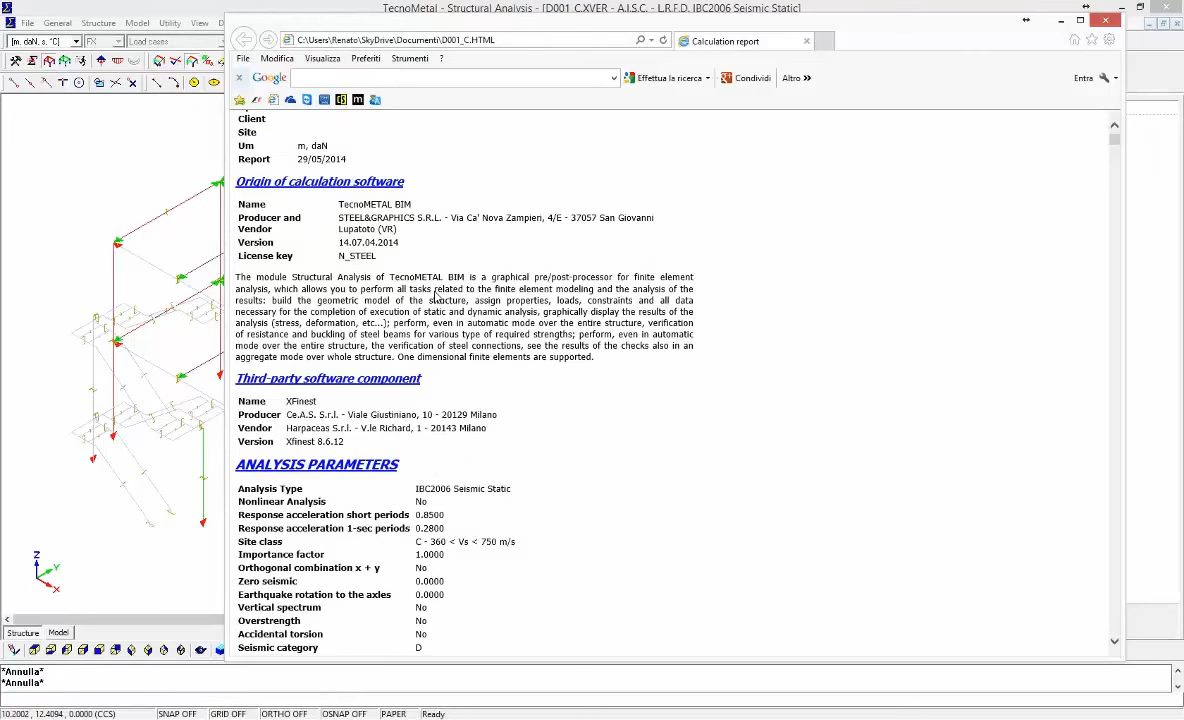 TecnoMetal - Structural Analysis - [D001 C.XVER - A.I.S.C. - L.R.F.D. IBC2006 Seismic Static]
File General Structure Model Utility View
[m, daN, s, °C] FX Load cases
C:\Users\Renato\SkyDrive\Documenti\D001_C.HTML
Calculation report
File Modifica Visualizza Preferiti Strumenti ?
Google Effettua la ricerca Condividi Altro » Entra
Client
Site
Um m, daN
Report 29/05/2014
Origin of calculation software
Name TecnoMETAL BIM
Producer and STEEL&GRAPHICS S.R.L. - Via Ca' Nova Zampieri, 4/E - 37057 San Giovanni
Vendor Lupatoto (VR)
Version 14.07.04.2014
License key N_STEEL
The module Structural Analysis of TecnoMETAL BIM is a graphical pre/post-processor for finite element
analysis, which allows you to perform all tasks related to the finite element modeling and the analysis of the
results: build the geometric model of the structure, assign properties, loads, constraints and all data
necessary for the completion of execution of static and dynamic analysis, graphically display the results of the
analysis (stress, deformation, etc...); perform, even in automatic mode over the entire structure, verification
of resistance and buckling of steel beams for various type of required strengths; perform, even in automatic
mode over the entire structure, the verification of steel connections, see the results of the checks also in an
aggregate mode over whole structure. One dimensional finite elements are supported.
Third-party software component
Name XFinest
Producer Ce.A.S. S.r.l. - Viale Giustiniano, 10 - 20129 Milano
Vendor Harpaceas S.r.l. - V.le Richard, 1 - 20143 Milano
Version Xfinest 8.6.12
ANALYSIS PARAMETERS
Analysis Type IBC2006 Seismic Static
Nonlinear Analysis No
Response acceleration short periods 0.8500
Response acceleration 1-sec periods 0.2800
Site class C - 360 < Vs < 750 m/s
Importance factor 1.0000
Orthogonal combination x + y No
Zero seismic 0.0000
Earthquake rotation to the axles 0.0000
Vertical spectrum No
Overstrength No
Accidental torsion No
Seismic category D
Z
Y
X
Structure Model
*Annulla*
*Annulla*
10.2002, 12.4094, 0.0000 (CCS) SNAP OFF GRID OFF ORTHO OFF OSNAP OFF PAPER Ready